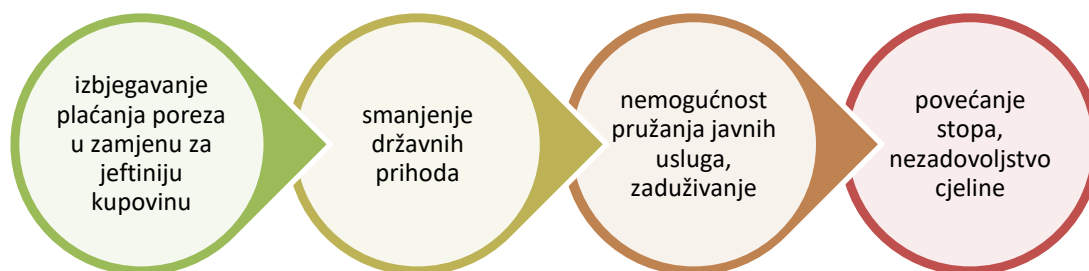 izbjegavanje
plaćanja poreza
u zamjenu za
jeftiniju
kupovinu
smanjenje
državnih
prihoda
nemogućnost
pružanja javnih
usluga,
zaduživanje
povećanje
stopa,
nezadovoljstvo
cjeline